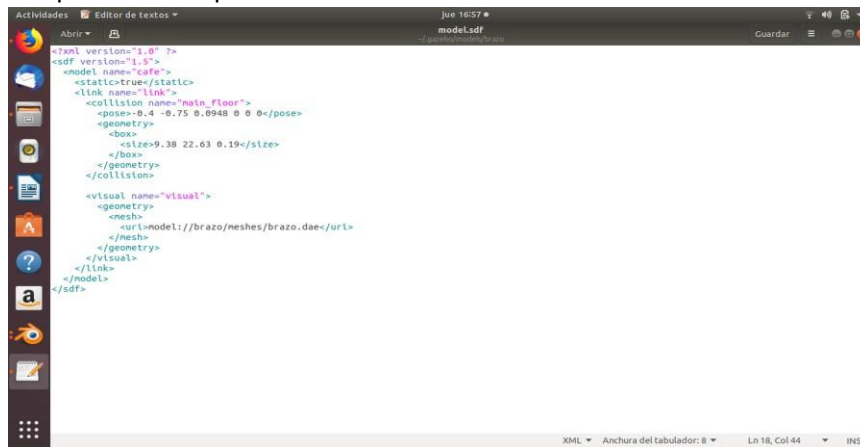 Actividades Editor de textos jue 16:57
Abrir model.sdf Guardar
~/.gazebo/models/brazo
<?xml version="1.0" ?>
<sdf version="1.5">
<model name="cafe">
<static>true</static>
<link name="link">
<collision name="main_floor">
<pose>-0.4 -0.75 0.0948 0 0 0</pose>
<geometry>
<box>
<size>9.38 22.63 0.19</size>
</box>
</geometry>
</collision>
<visual name="visual">
<geometry>
<mesh>
<uri>model://brazo/meshes/brazo.dae</uri>
</mesh>
</geometry>
</visual>
</link>
</model>
</sdf>
XML Anchura del tabulador: 8 Ln 18, Col 44 INS